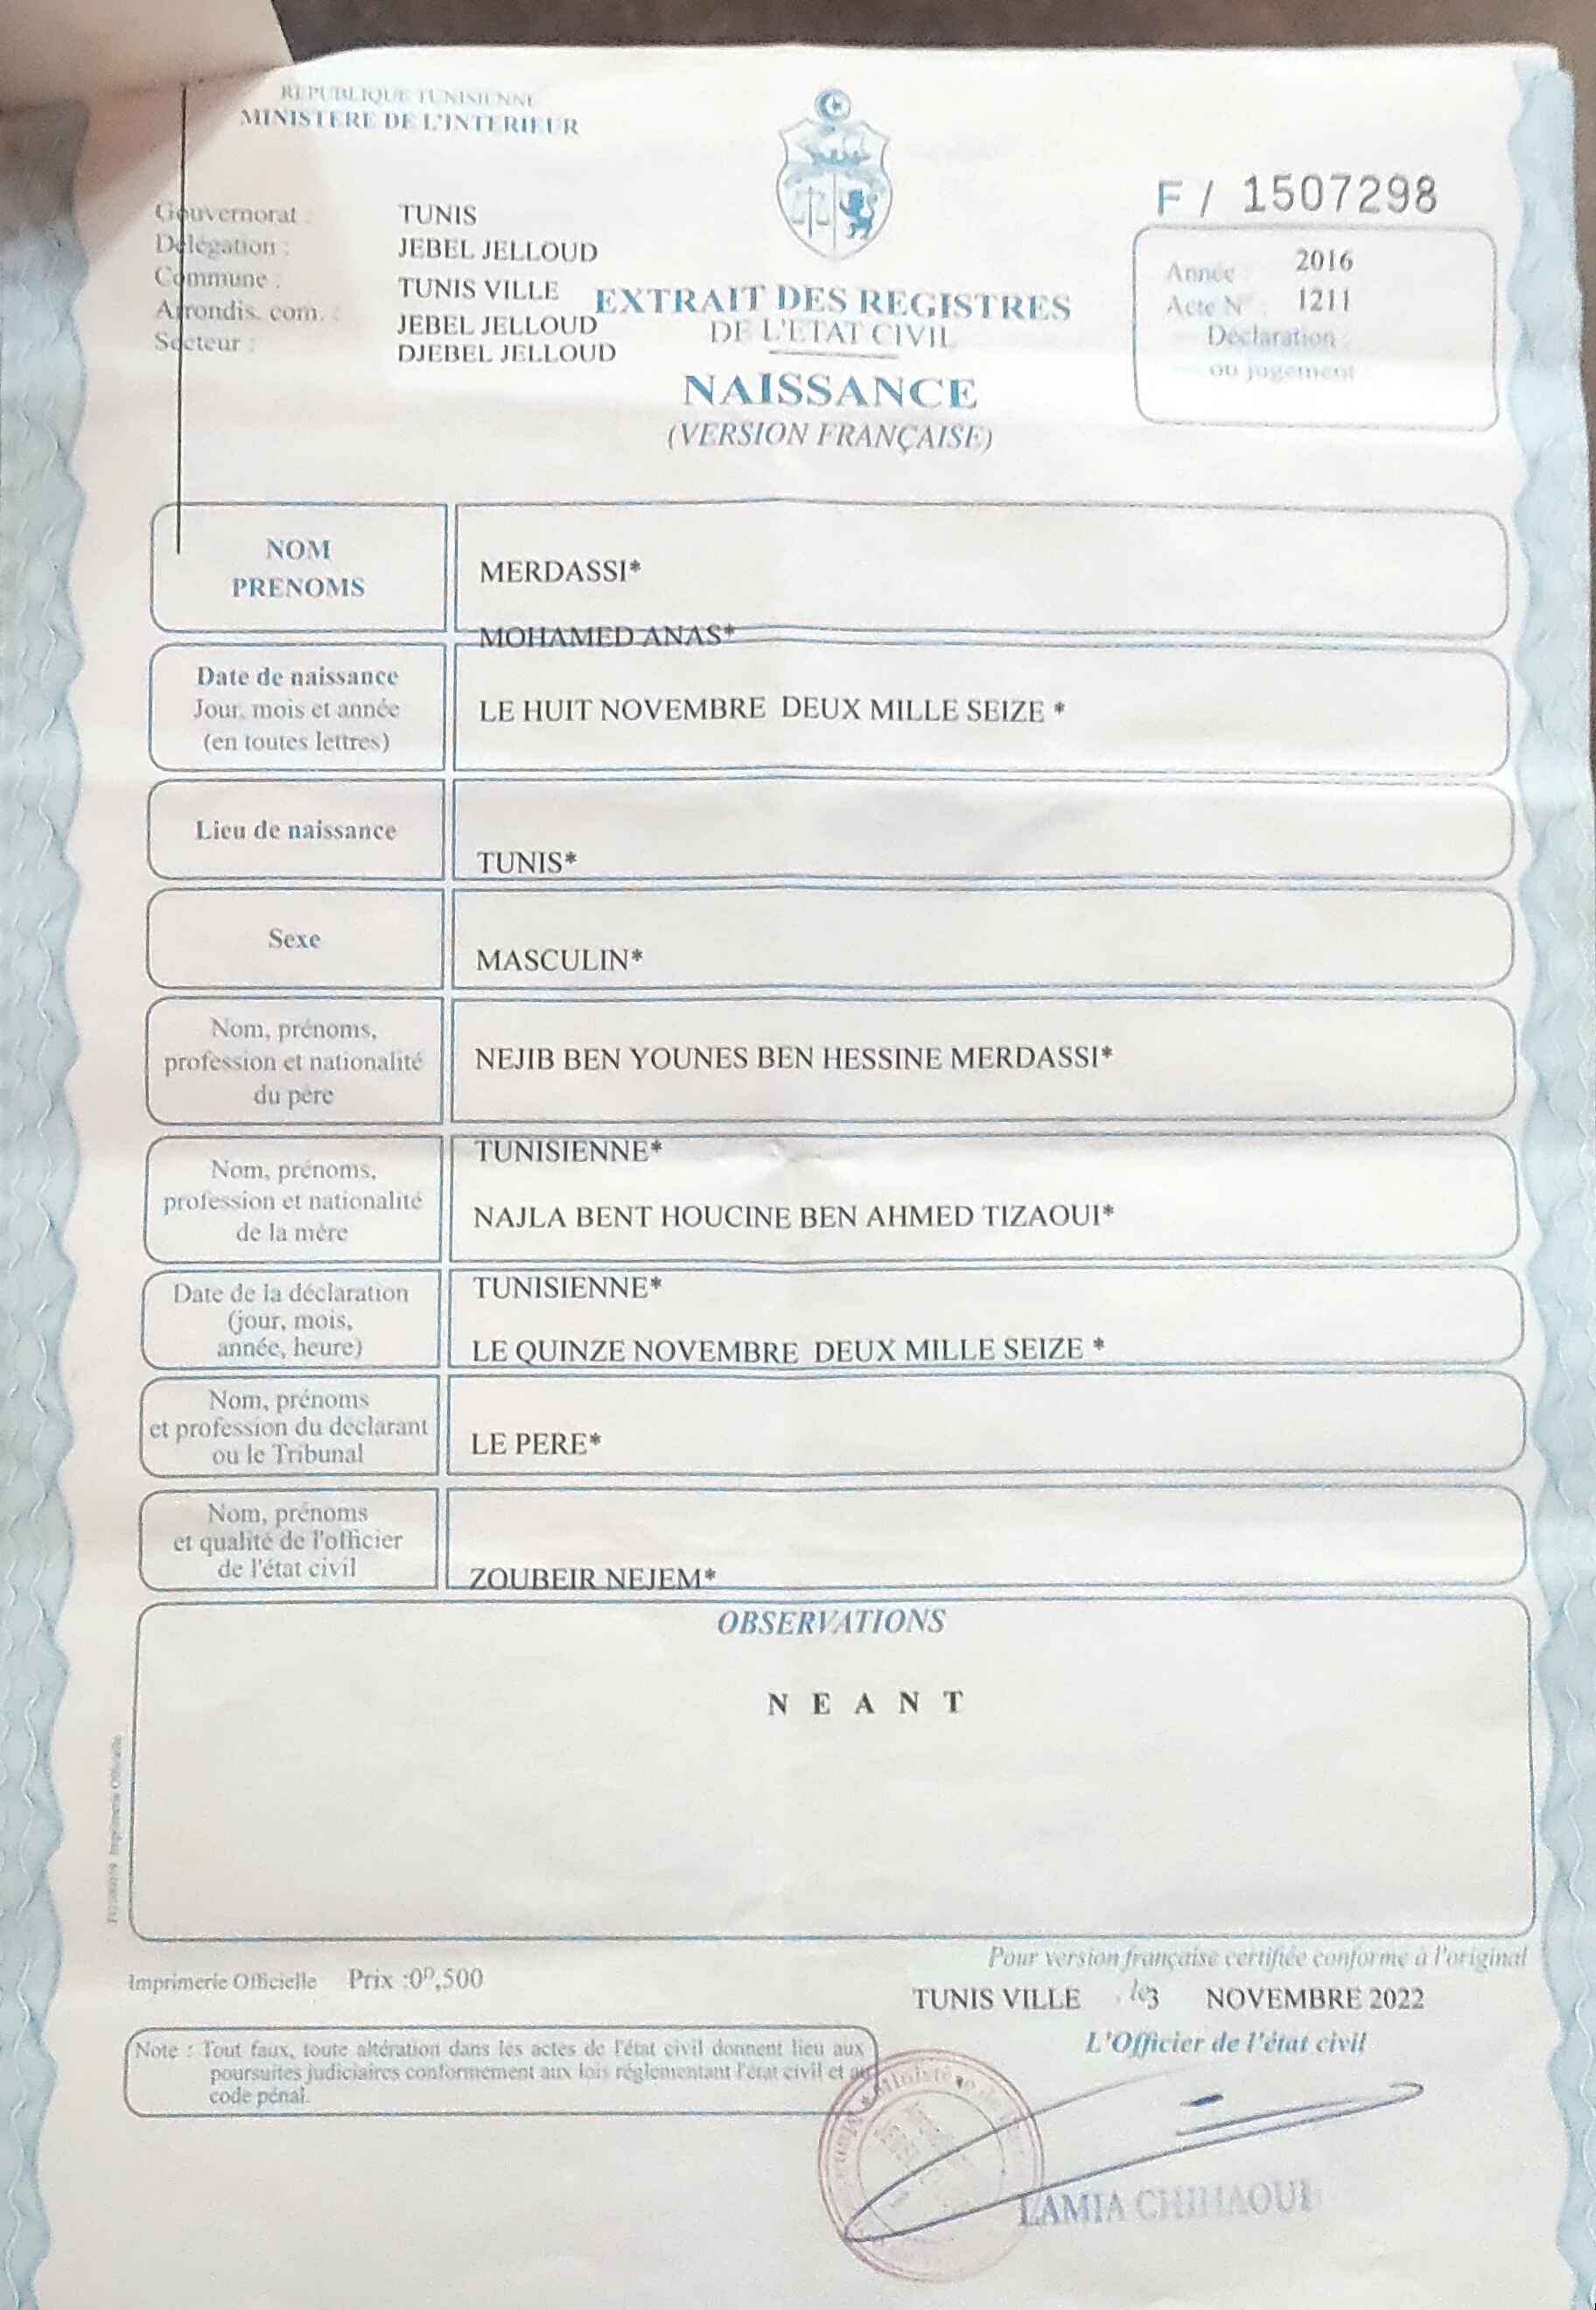 REPUBLIQUE TUNISIENNE
MINISTERE DE L'INTERIEUR
F / 1507298
Gouvernorat : TUNIS
Délégation : JEBEL JELLOUD
Commune : TUNIS VILLE
Arrondis. com. : JEBEL JELLOUD
Secteur : DJEBEL JELLOUD
Année : 2016
Acte N° : 1211
Déclaration :
ou jugement
EXTRAIT DES REGISTRES
DE L'ETAT CIVIL
NAISSANCE
(VERSION FRANÇAISE)
NOM
PRENOMS
MERDASSI*
MOHAMED ANAS*
Date de naissance
Jour, mois et année
(en toutes lettres)
LE HUIT NOVEMBRE DEUX MILLE SEIZE *
Lieu de naissance
TUNIS*
Sexe
MASCULIN*
Nom, prénoms,
profession et nationalité
du père
NEJIB BEN YOUNES BEN HESSINE MERDASSI*
TUNISIENNE*
Nom, prénoms,
profession et nationalité
de la mère
NAJLA BENT HOUCINE BEN AHMED TIZAOUI*
TUNISIENNE*
Date de la déclaration
(jour, mois,
année, heure)
LE QUINZE NOVEMBRE DEUX MILLE SEIZE *
Nom, prénoms
et profession du déclarant
ou le Tribunal
LE PERE*
Nom, prénoms
et qualité de l'officier
de l'état civil
ZOUBEIR NEJEM*
OBSERVATIONS
N E A N T
Imprimerie Officielle
Pour version française certifiée conforme à l'original
Imprimerie Officielle Prix :0ᴰ,500
TUNIS VILLE le 3 NOVEMBRE 2022
L'Officier de l'état civil
Note : Tout faux, toute altération dans les actes de l'état civil donnent lieu aux
poursuites judiciaires conformement aux lois réglementant l'état civil et au
code pénal.
Ministère de
LAMIA CHIHAOUI